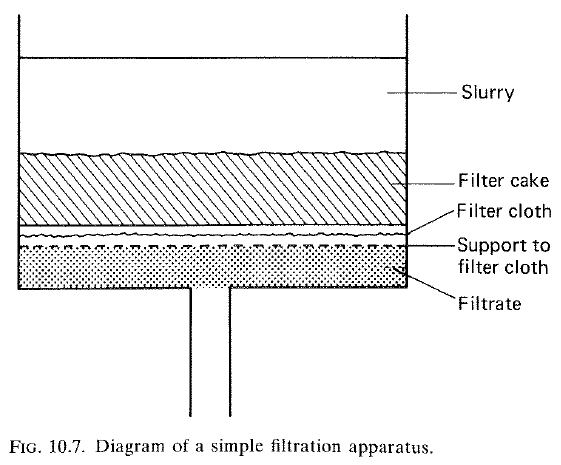 Slurry
Filter cake
Filter cloth
Support to
filter cloth
Filtrate
FIG. 10.7. Diagram of a simple filtration apparatus.